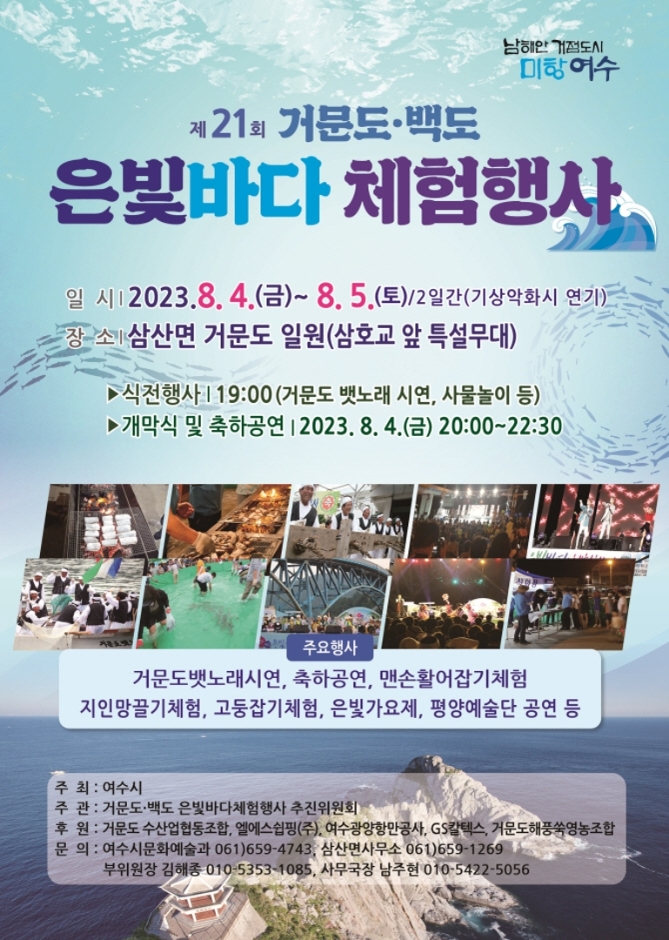 남해안 거점도시
미항여수
제21회 거문도·백도
은빛바다 체험행사
일 시 | 2023.8. 4.(금)~ 8. 5.(토)/2일간(기상악화시 연기)
장 소 | 삼산면 거문도 일원(삼호교 앞 특설무대)
▶식전행사 | 19:00 (거문도 뱃노래 시연, 사물놀이 등)
▶개막식 및 축하공연 | 2023. 8. 4.(금) 20:00~22:30
주요행사
거문도뱃노래시연, 축하공연, 맨손활어잡기체험
지인망끌기체험, 고둥잡기체험, 은빛가요제, 평양예술단 공연 등
주 최 : 여수시
주 관 : 거문도·백도 은빛바다체험행사 추진위원회
후 원 : 거문도 수산업협동조합, 엘에스쉽핑(주), 여수광양항만공사, GS칼텍스, 거문도해풍쑥영농조합
문 의 : 여수시문화예술과 061)659-4743, 삼산면사무소 061)659-1269
부위원장 김해종 010-5353-1085, 사무국장 남주현 010-5422-5056